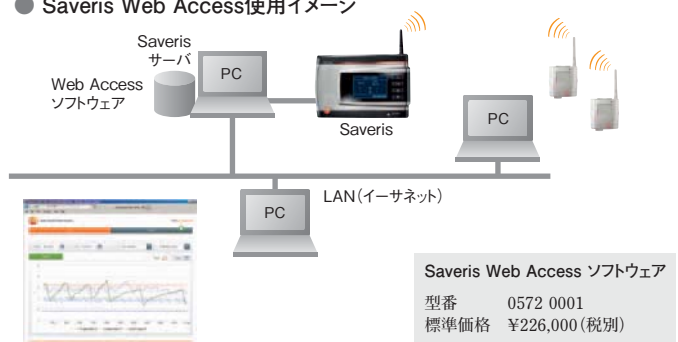 ● Saveris Web Access使用イメージ
Saveris
サーバ
Web Access
ソフトウェア
PC
Saveris
PC
LAN（イーサネット）
PC
Saveris Web Access ソフトウェア
型番 0572 0001
標準価格 ¥226,000（税別）